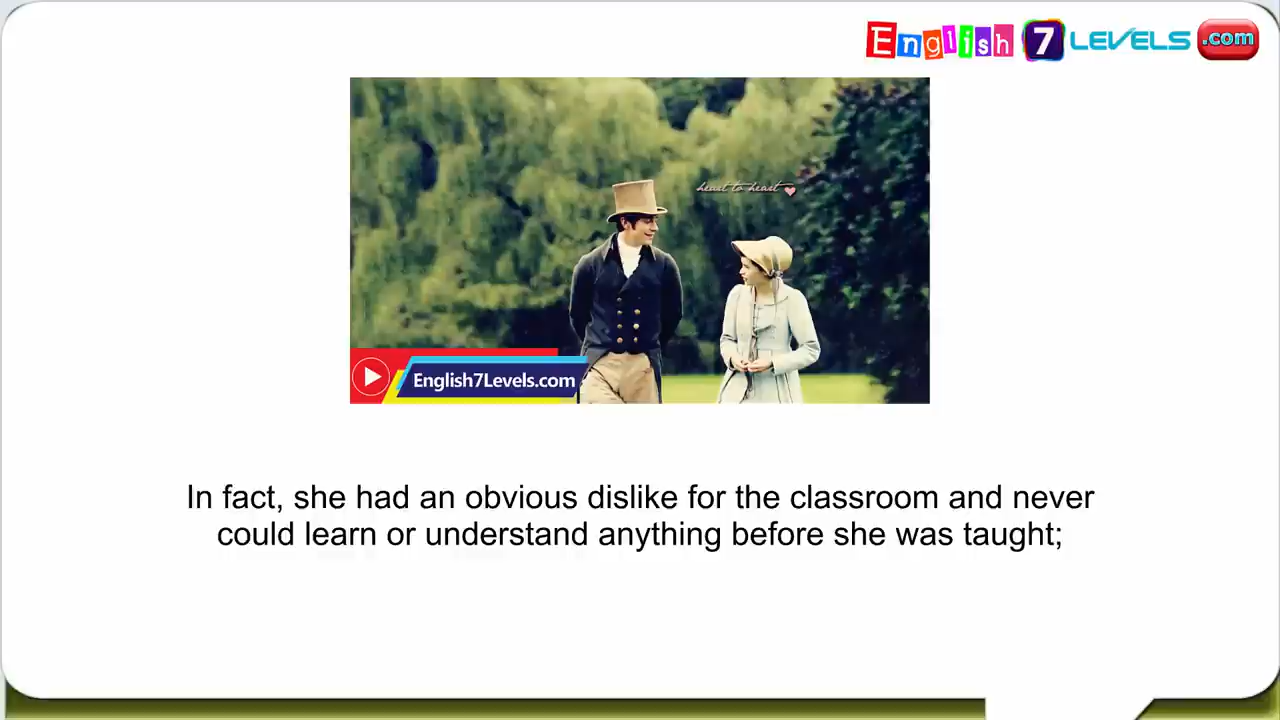 English 7 LEVELS .com
heart to heart
English7Levels.com
In fact, she had an obvious dislike for the classroom and never
could learn or understand anything before she was taught;